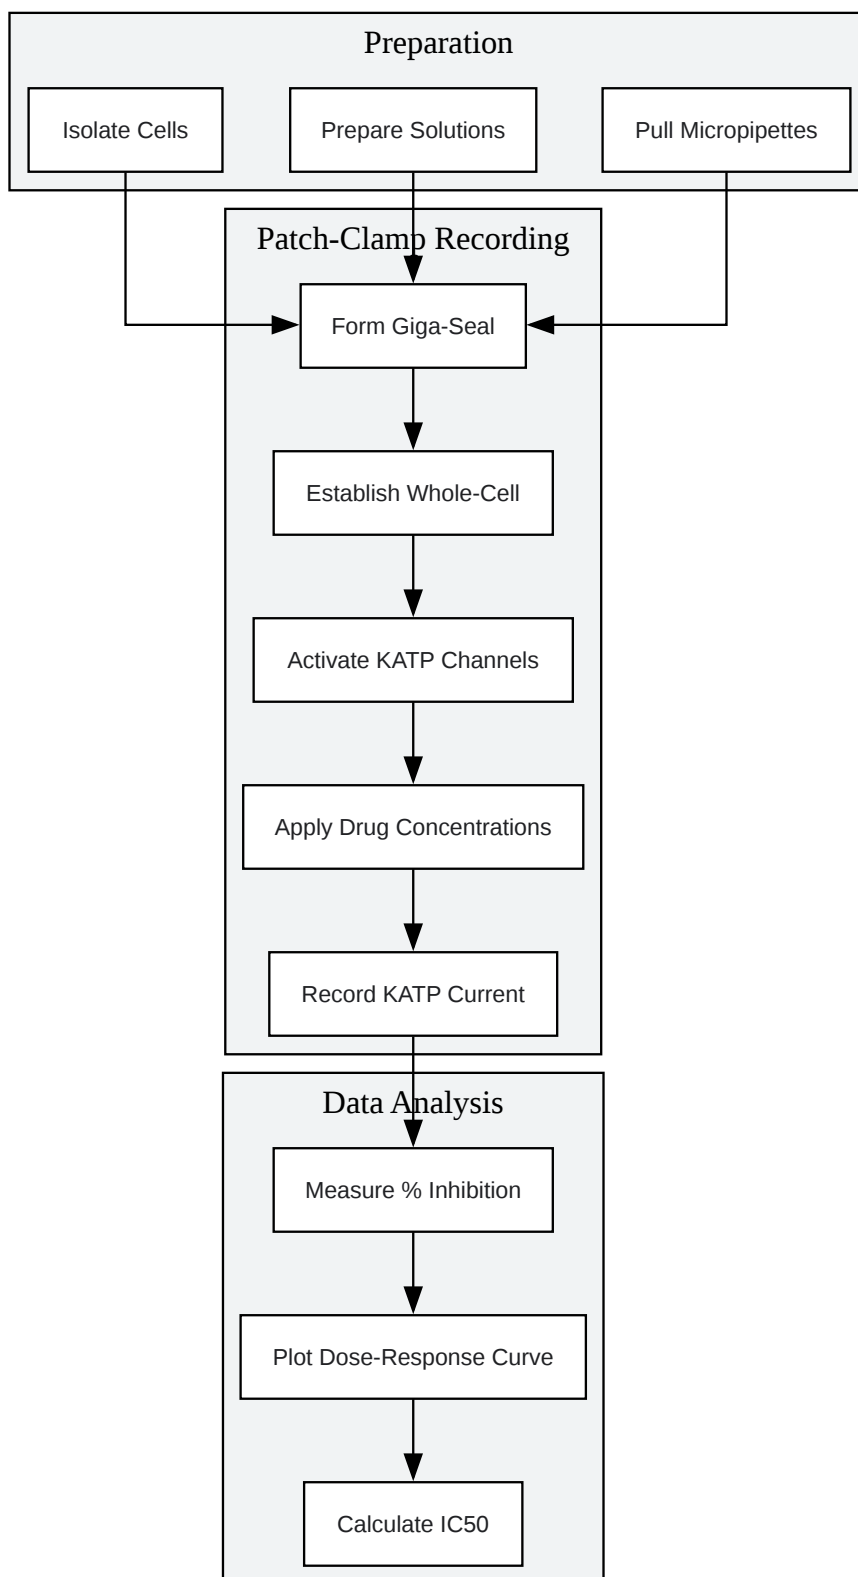 Preparation
Isolate Cells
Prepare Solutions
Pull Micropipettes
Patch-Clamp Recording
Form Giga-Seal
Establish Whole-Cell
Activate KATP Channels
Apply Drug Concentrations
Record KATP Current
Data Analysis
Measure % Inhibition
Plot Dose-Response Curve
Calculate IC50